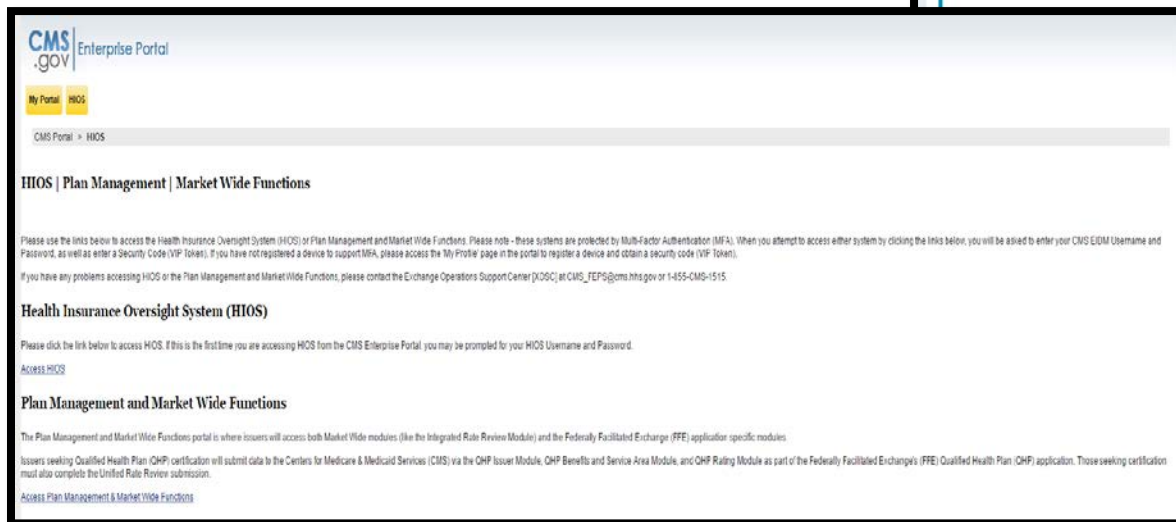 CMS
.gov
Enterprise Portal
My Portal HIOS
CMS Portal > HIOS
HIOS | Plan Management | Market Wide Functions
Please use the links below to access the Health Insurance Oversight System (HIOS) or Plan Management and Market Wide Functions. Please note - these systems are protected by Multi-Factor Authentication (MFA). When you attempt to access either system by clicking the links below, you will be asked to enter your CMS EIDM Username and
Password, as well as enter a Security Code (VIP Token). If you have not registered a device to support MFA, please access the 'My Profile' page in the portal to register a device and obtain a security code (VIP Token).
If you have any problems accessing HIOS or the Plan Management and Market Wide Functions, please contact the Exchange Operations Support Center [XOSC] at CMS_FEPS@cms.hhs.gov or 1-855-CMS-1515.
Health Insurance Oversight System (HIOS)
Please click the link below to access HIOS. If this is the first time you are accessing HIOS from the CMS Enterprise Portal, you may be prompted for your HIOS Username and Password.
Access HIOS
Plan Management and Market Wide Functions
The Plan Management and Market Wide Functions portal is where issuers will access both Market Wide modules (like the Integrated Rate Review Module) and the Federally Facilitated Exchange (FFE) application specific modules
Issuers seeking Qualified Health Plan (QHP) certification will submit data to the Centers for Medicare & Medicaid Services (CMS) via the QHP Issuer Module, QHP Benefits and Service Area Module, and QHP Rating Module as part of the Federally Facilitated Exchange's (FFE) Qualified Health Plan (QHP) application. Those seeking certification
must also complete the Unified Rate Review submission.
Access Plan Management & Market Wide Functions